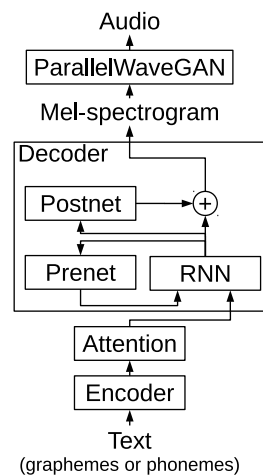 Audio
ParallelWaveGAN
Mel-spectrogram
Decoder
Postnet
+
Prenet
RNN
Attention
Encoder
Text
(graphemes or phonemes)